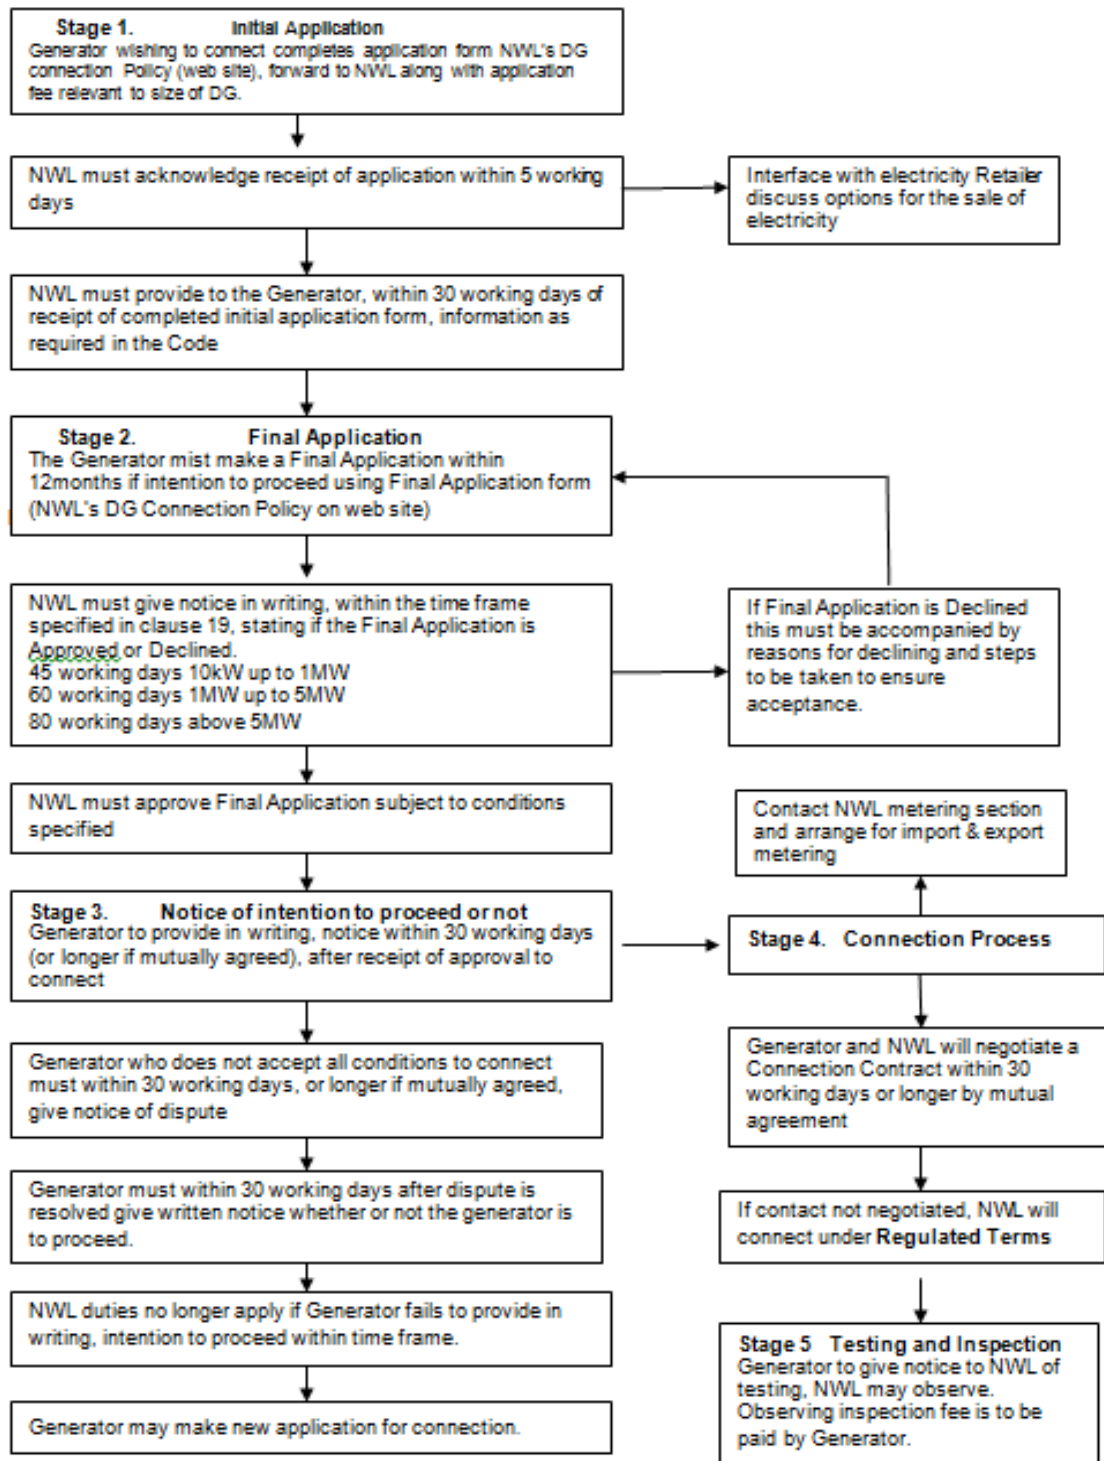 Stage 1. Initial Application
Generator wishing to connect completes application form NWL's DG
connection Policy (web site), forward to NWL along with application
fee relevant to size of DG.
NWL must acknowledge receipt of application within 5 working
days
Interface with electricity Retailer
discuss options for the sale of
electricity
NWL must provide to the Generator, within 30 working days of
receipt of completed initial application form, information as
required in the Code
Stage 2. Final Application
The Generator mist make a Final Application within
12months if intention to proceed using Final Application form
(NWL's DG Connection Policy on web site)
NWL must give notice in writing, within the time frame
specified in clause 19, stating if the Final Application is
Approved or Declined.
45 working days 10kW up to 1MW
60 working days 1MW up to 5MW
80 working days above 5MW
If Final Application is Declined
this must be accompanied by
reasons for declining and steps
to be taken to ensure
acceptance.
NWL must approve Final Application subject to conditions
specified
Contact NWL metering section
and arrange for import & export
metering
Stage 3. Notice of intention to proceed or not
Generator to provide in writing, notice within 30 working days
(or longer if mutually agreed), after receipt of approval to
connect
Stage 4. Connection Process
Generator who does not accept all conditions to connect
must within 30 working days, or longer if mutually agreed,
give notice of dispute
Generator and NWL will negotiate a
Connection Contract within 30
working days or longer by mutual
agreement
Generator must within 30 working days after dispute is
resolved give written notice whether or not the generator is
to proceed.
If contact not negotiated, NWL will
connect under Regulated Terms
NWL duties no longer apply if Generator fails to provide in
writing, intention to proceed within time frame.
Stage 5 Testing and Inspection
Generator to give notice to NWL of
testing, NWL may observe.
Observing inspection fee is to be
paid by Generator.
Generator may make new application for connection.